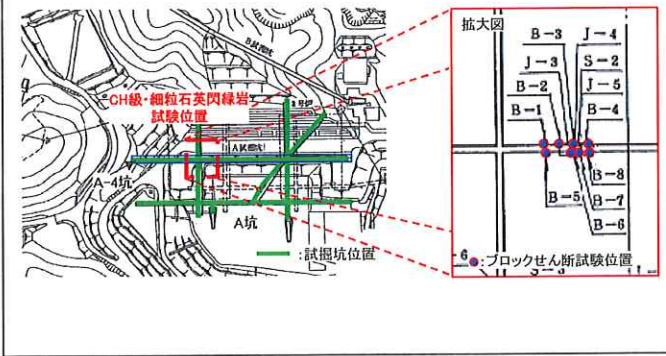 CH級・細粒石英閃緑岩
試験位置
A-4坑
A坑
:試掘坑位置
拡大図
B-3
J-4
J-3
S-2
B-2
J-5
B-1
B-4
B-5
B-8
B-7
B-6
6
:ブロックせん断試験位置